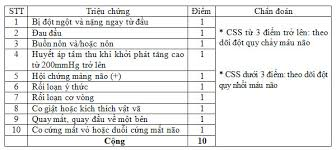 STT Triệu chứng Điểm Chẩn đoán
1 Bị đột ngột và nặng ngay từ đầu 1
2 Đau đầu 1
3 Buồn nôn và/hoặc nôn 1
4 Huyết áp tâm thu khi khởi phát tăng cao từ 200mmHg trở lên 1
5 Hội chứng màng não (+) 1
6 Rối loạn ý thức 1
7 Rối loạn cơ vòng 1
8 Co giật hoặc kích thích vật vã 1
9 Quay mắt, quay đầu về một bên 1
10 Co cứng mất vỏ hoặc duỗi cứng mất não 1
Cộng 10
* CSS từ 3 điểm trở lên: theo
dõi đột quỵ chảy máu não
* CSS dưới 3 điểm: theo dõi đột
quỵ nhồi máu não